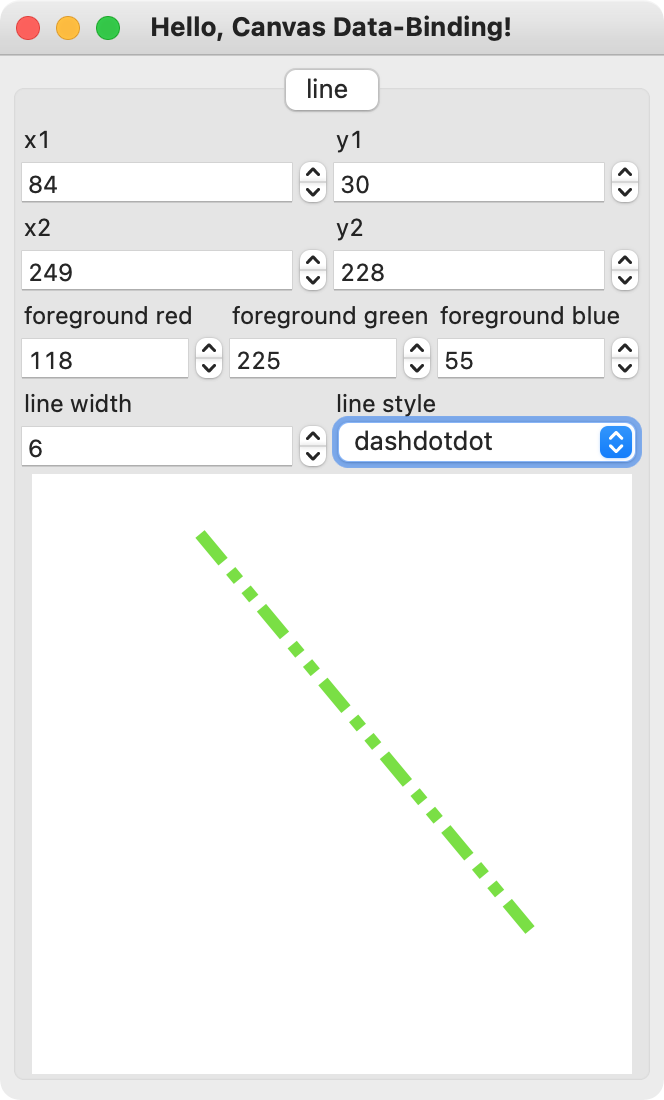 Hello, Canvas Data-Binding!
line
x1 y1
84 30
x2 y2
249 228
foreground red foreground green foreground blue
118 225 55
line width line style
6 dashdotdot